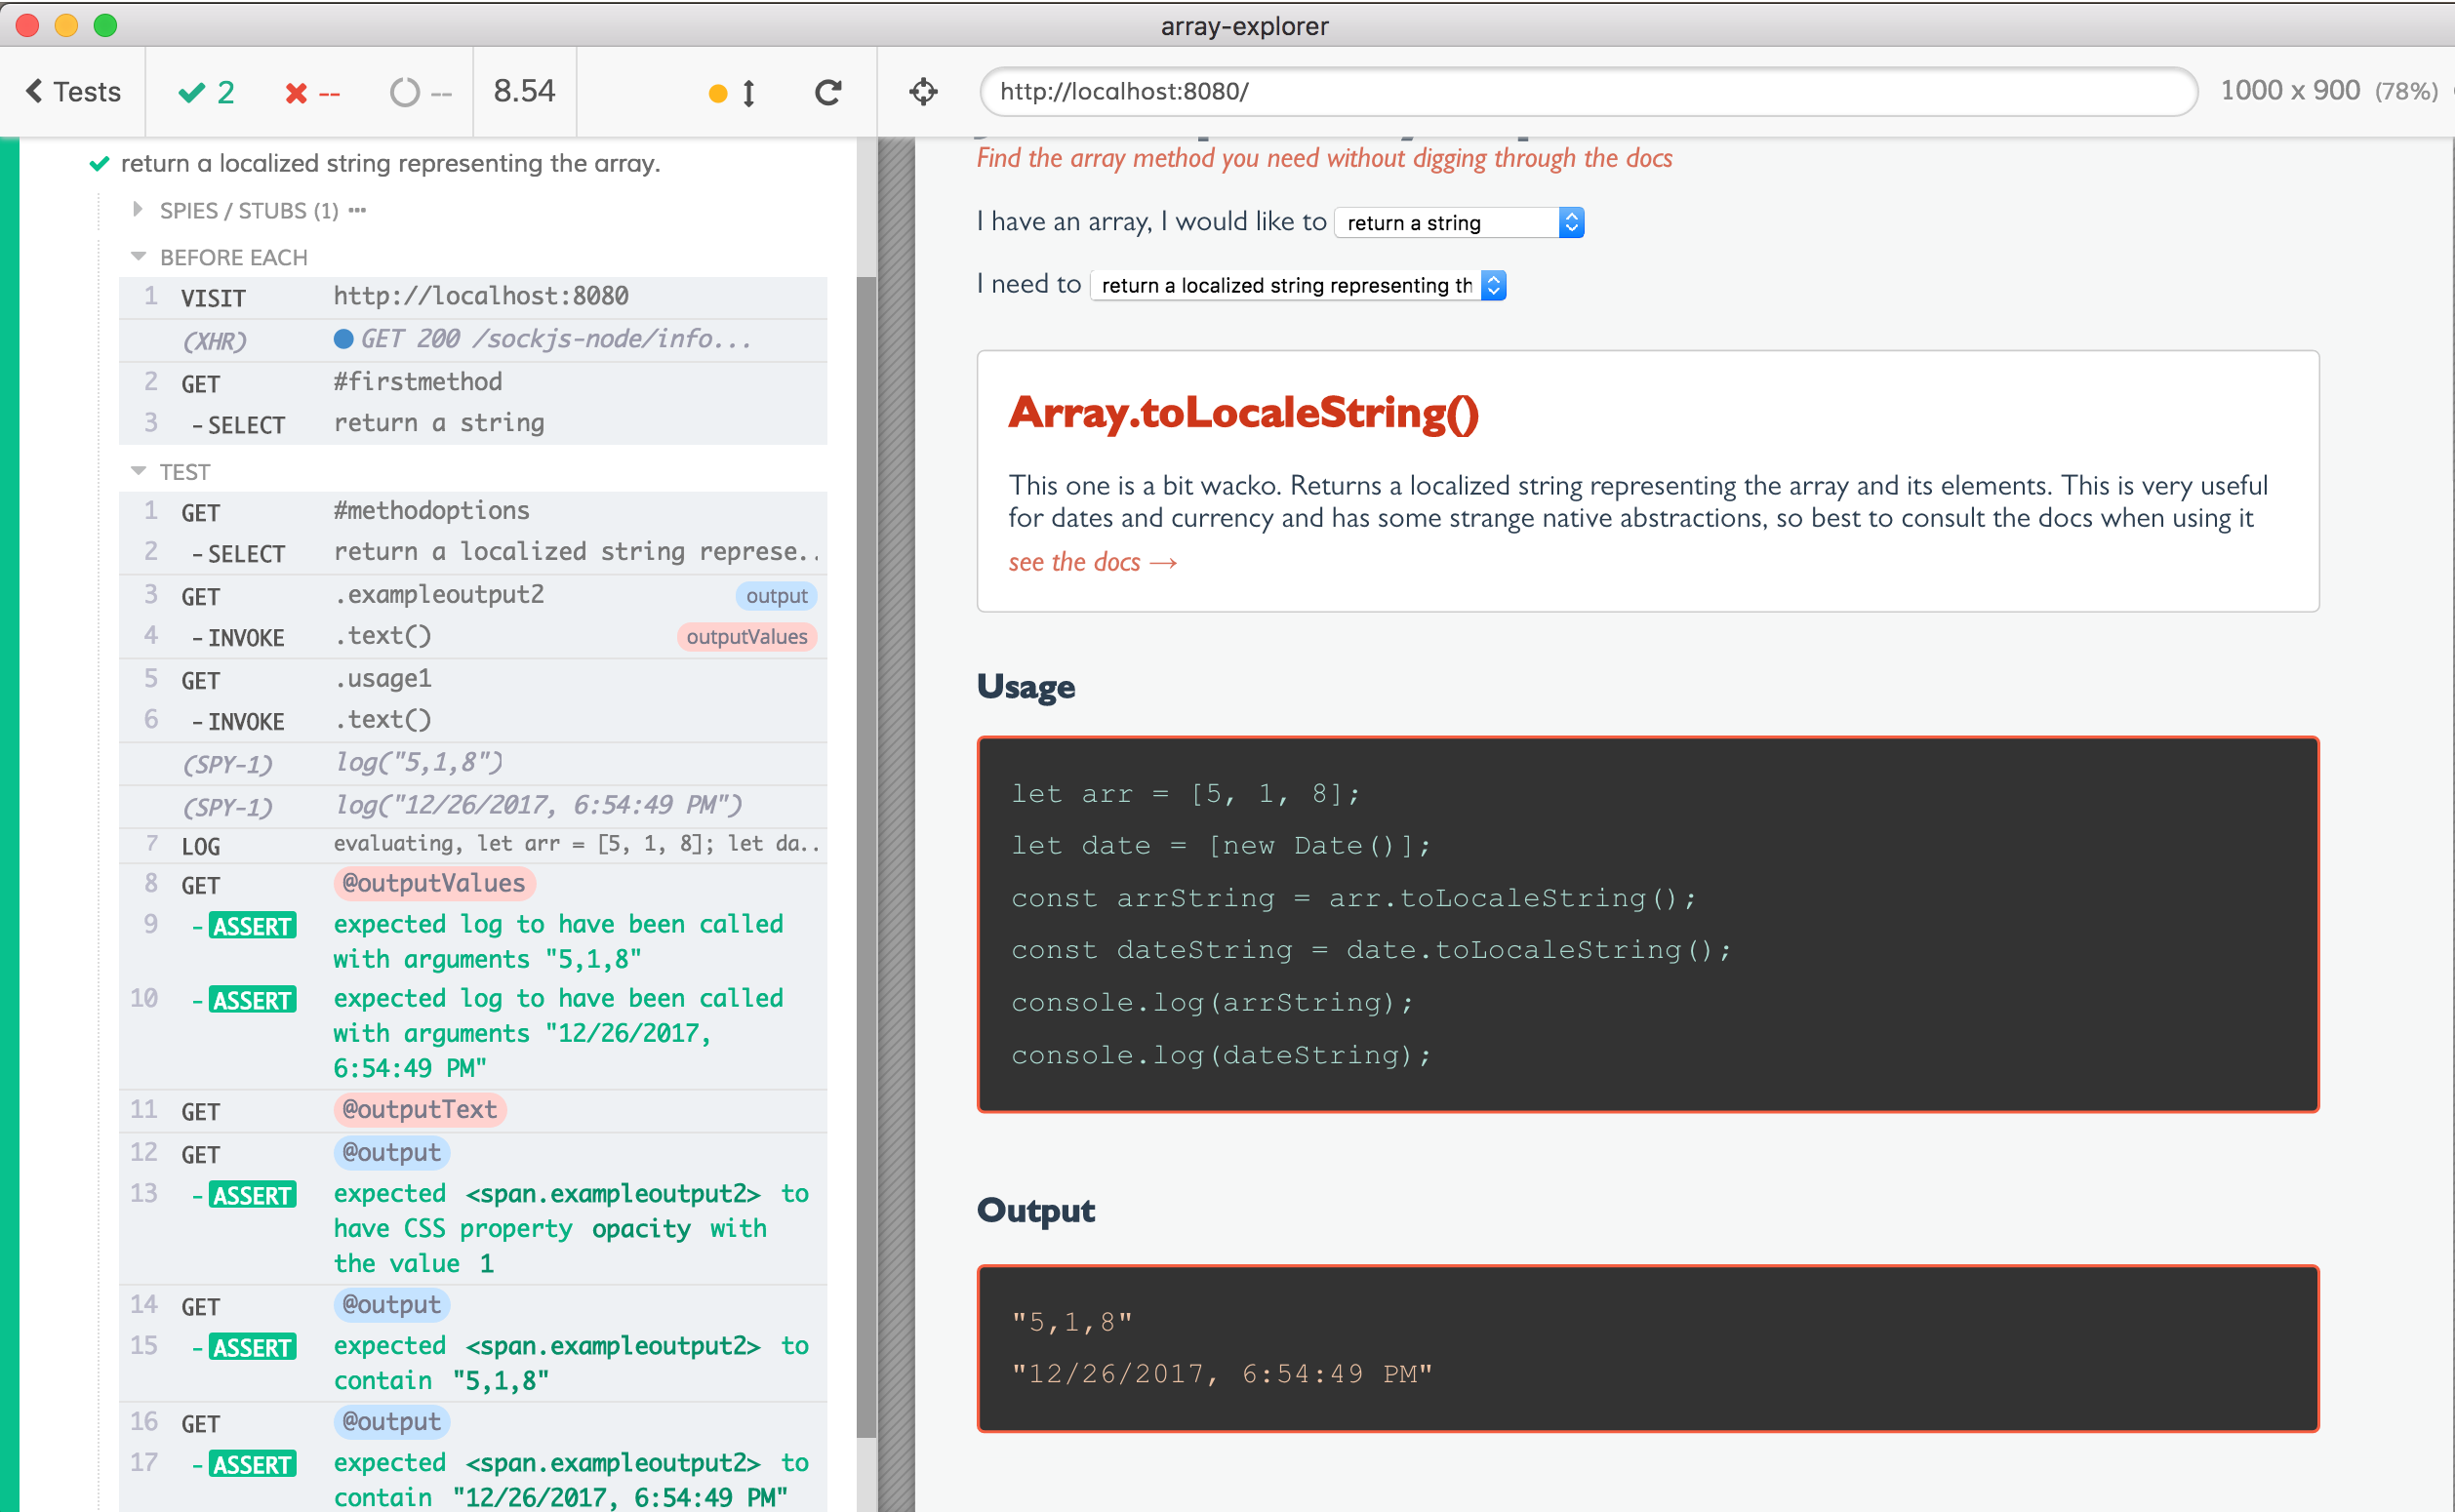 array-explorer
Tests
2
--
--
8.54
http://localhost:8080/
1000 x 900 (78%)
return a localized string representing the array.
SPIES / STUBS (1) •••
BEFORE EACH
1 VISIT http://localhost:8080
(XHR) GET 200 /sockjs-node/info...
2 GET #firstmethod
3 -SELECT return a string
TEST
1 GET #methodoptions
2 -SELECT return a localized string represe..
3 GET .exampleoutput2 output
4 -INVOKE .text() outputValues
5 GET .usage1
6 -INVOKE .text()
(SPY-1) log("5,1,8")
(SPY-1) log("12/26/2017, 6:54:49 PM")
7 LOG evaluating, let arr = [5, 1, 8]; let da..
8 GET @outputValues
9 -ASSERT expected log to have been called
with arguments "5,1,8"
10 -ASSERT expected log to have been called
with arguments "12/26/2017,
6:54:49 PM"
11 GET @outputText
12 GET @output
13 -ASSERT expected <span.exampleoutput2> to
have CSS property opacity with
the value 1
14 GET @output
15 -ASSERT expected <span.exampleoutput2> to
contain "5,1,8"
16 GET @output
17 -ASSERT expected <span.exampleoutput2> to
contain "12/26/2017, 6:54:49 PM"
Find the array method you need without digging through the docs
I have an array, I would like to return a string
I need to return a localized string representing th
Array.toLocaleString()
This one is a bit wacko. Returns a localized string representing the array and its elements. This is very useful
for dates and currency and has some strange native abstractions, so best to consult the docs when using it
see the docs →
Usage
let arr = [5, 1, 8];
let date = [new Date()];
const arrString = arr.toLocaleString();
const dateString = date.toLocaleString();
console.log(arrString);
console.log(dateString);
Output
"5,1,8"
"12/26/2017, 6:54:49 PM"